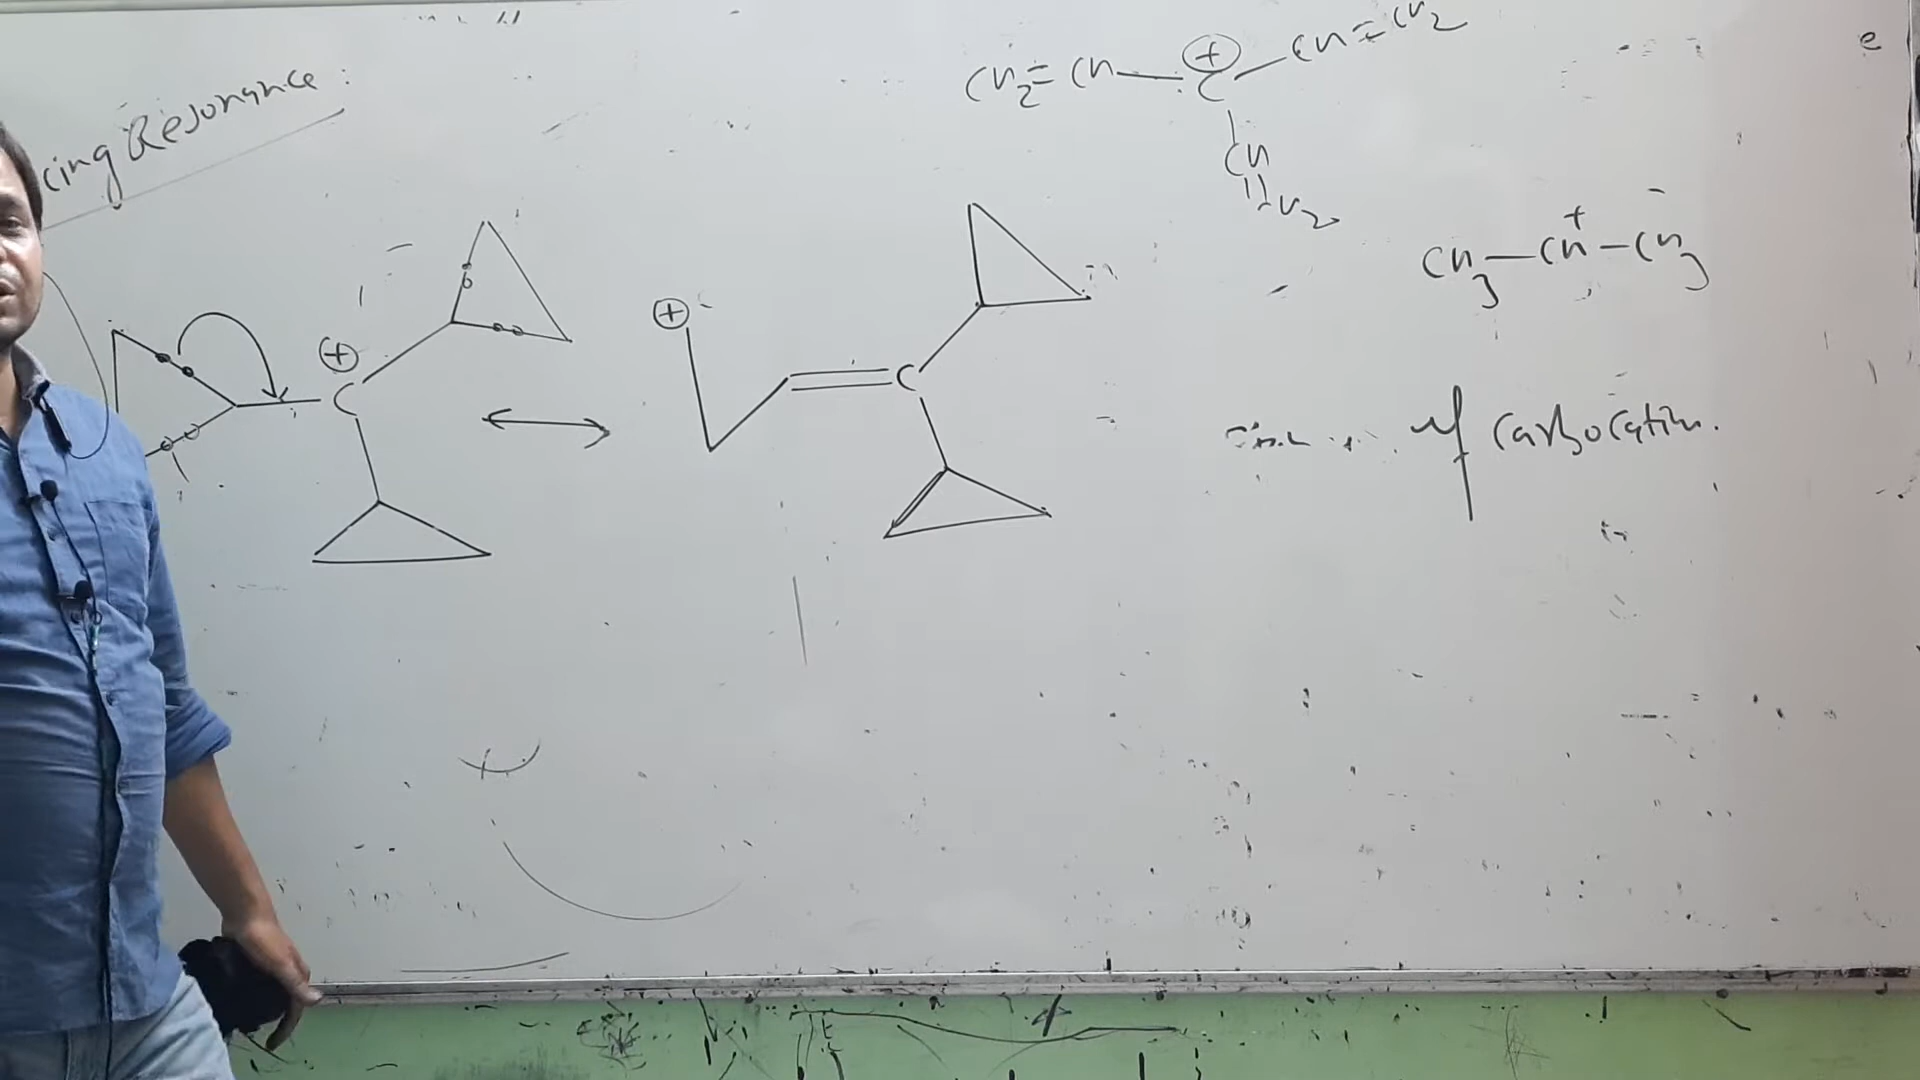 cing Resonance :
CH2=CH—C—CH=CH2
⊕
CH
||
CH2
CH3—CH—CH3
+
⊕
C
⊕
C
of Carbocation.
e